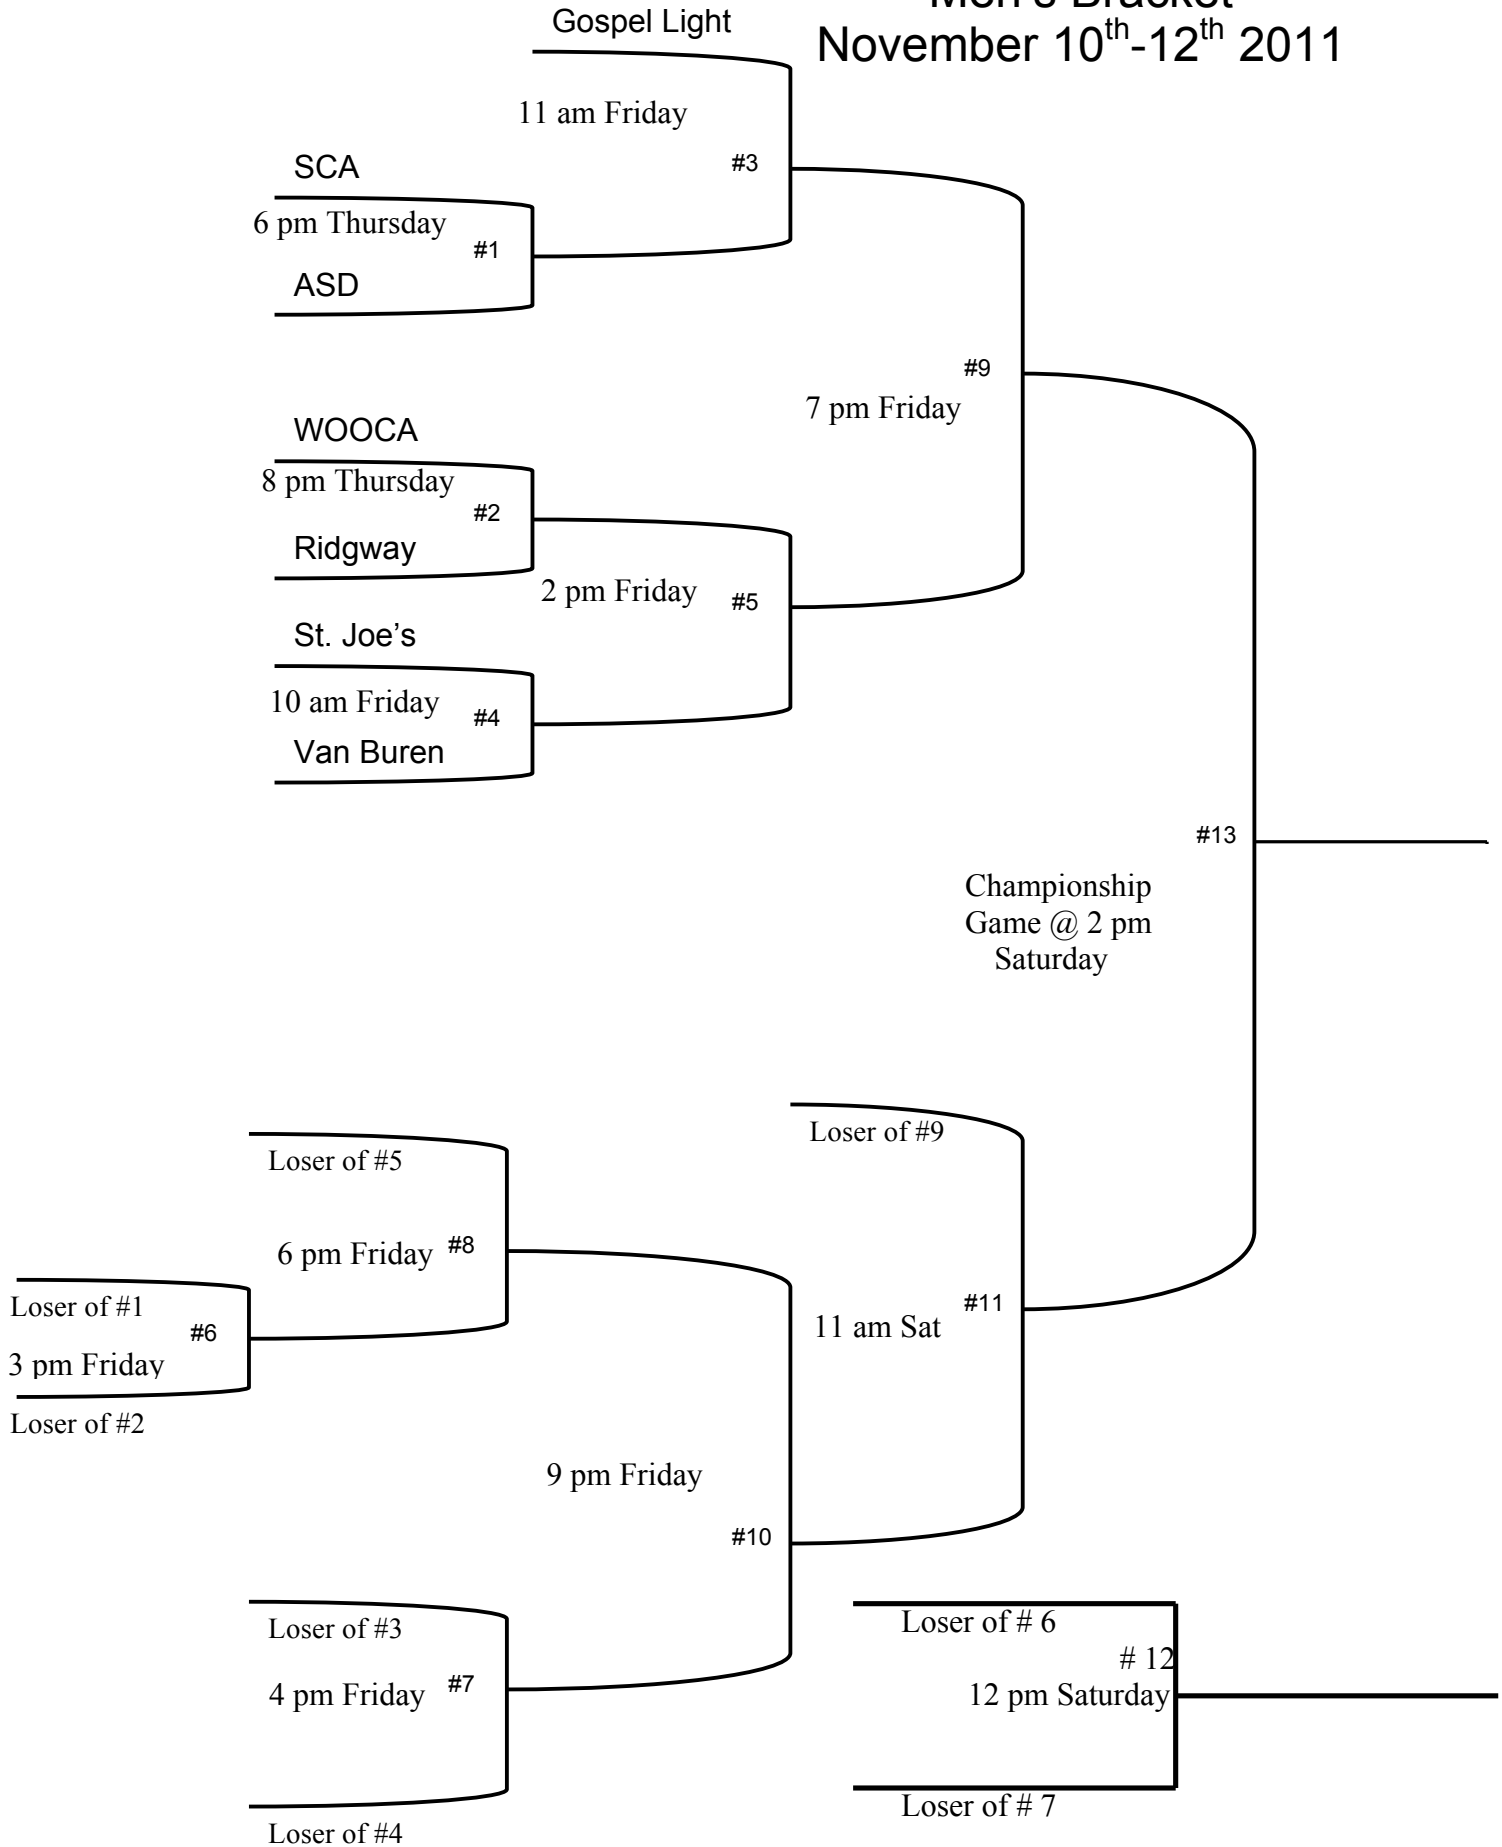 Men's Bracket
November 10th-12th 2011
Gospel Light
11 am Friday
#3
SCA
6 pm Thursday
#1
ASD
#9
7 pm Friday
WOOCA
8 pm Thursday
#2
Ridgway
2 pm Friday
#5
St. Joe’s
10 am Friday
#4
Van Buren
#13
Championship
Game @ 2 pm
Saturday
Loser of #9
Loser of #5
6 pm Friday
#8
Loser of #1
#6
3 pm Friday
Loser of #2
11 am Sat
#11
9 pm Friday
#10
Loser of #3
4 pm Friday
#7
Loser of #4
Loser of # 6
# 12
12 pm Saturday
Loser of # 7